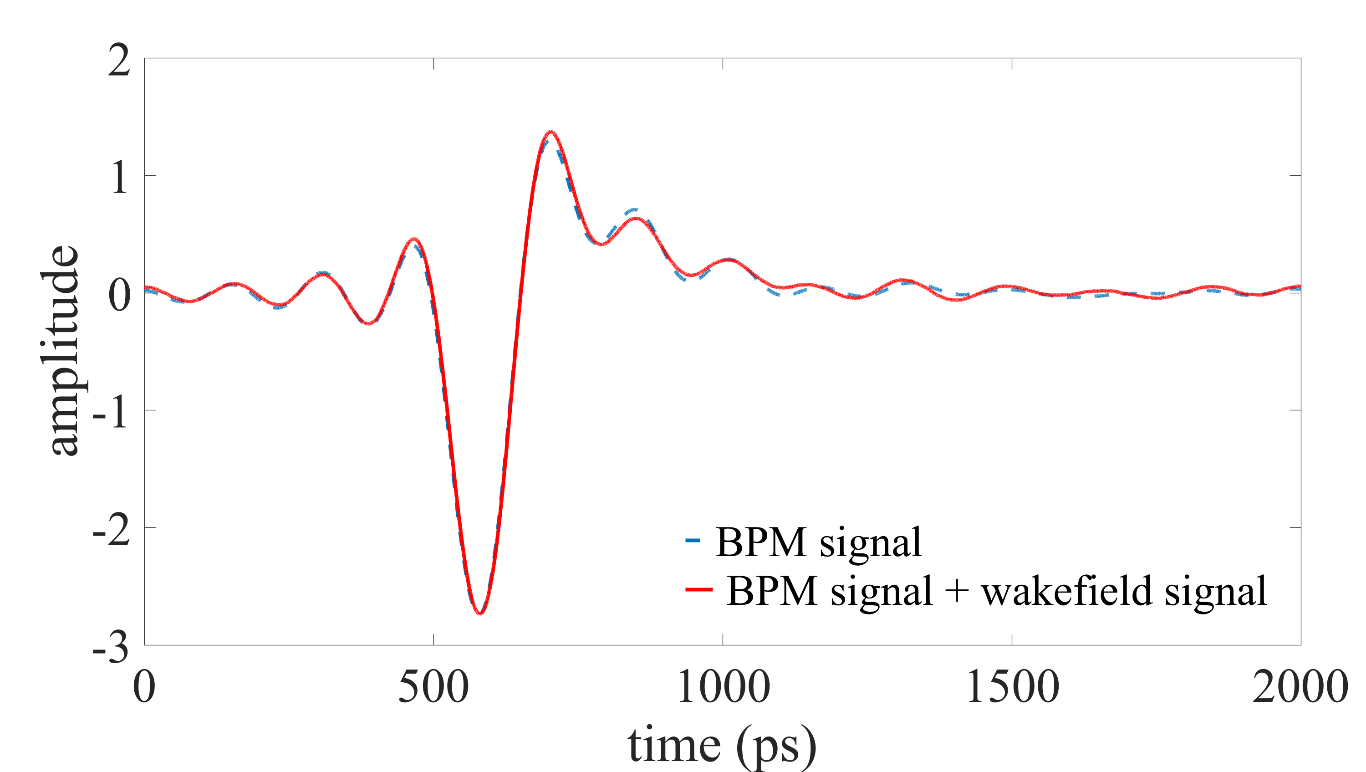 2
1
0
-1
-2
-3
amplitude
BPM signal
BPM signal + wakefield signal
0 500 1000 1500 2000
time (ps)